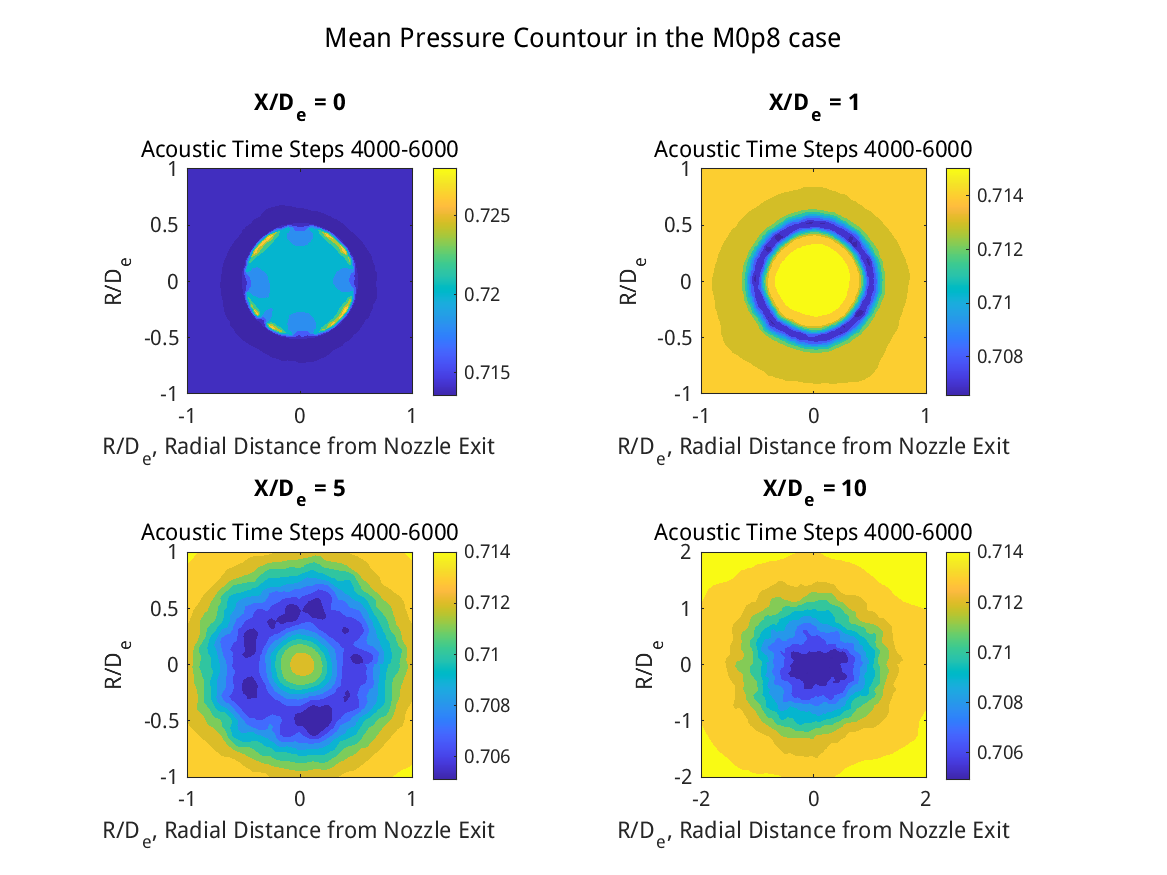 Mean Pressure Countour in the M0p8 case
X/De = 0
Acoustic Time Steps 4000-6000
1
0.5
0
-0.5
-1
R/De
-1 0 1
R/De, Radial Distance from Nozzle Exit
0.725
0.72
0.715
X/De = 1
Acoustic Time Steps 4000-6000
1
0.5
0
-0.5
-1
R/De
-1 0 1
R/De, Radial Distance from Nozzle Exit
0.714
0.712
0.71
0.708
X/De = 5
Acoustic Time Steps 4000-6000
1
0.5
0
-0.5
-1
R/De
-1 0 1
R/De, Radial Distance from Nozzle Exit
0.714
0.712
0.71
0.708
0.706
X/De = 10
Acoustic Time Steps 4000-6000
2
1
0
-1
-2
R/De
-2 0 2
R/De, Radial Distance from Nozzle Exit
0.714
0.712
0.71
0.708
0.706